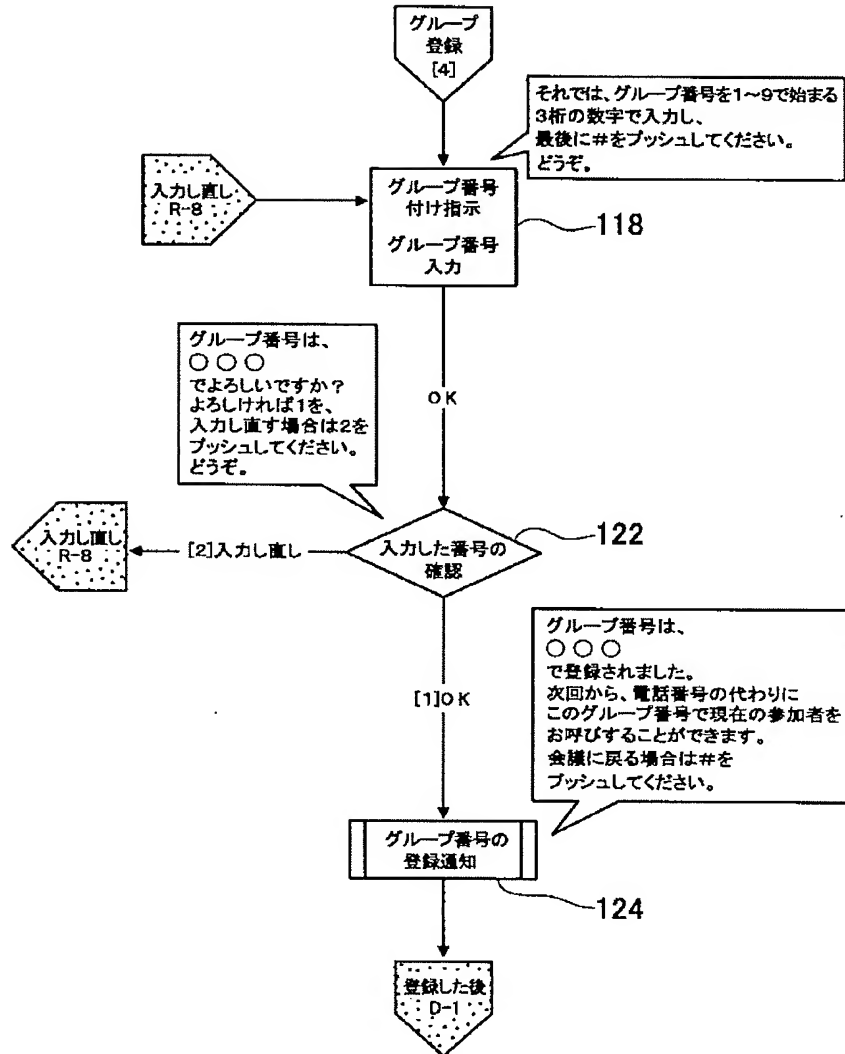 グループ
登録
[4]
それでは、グループ番号を1～9で始まる
3桁の数字で入力し、
最後に＃をプッシュしてください。
どうぞ。
入力し直し
R-8
グループ番号
付け指示
グループ番号
入力
118
グループ番号は、
○○○
でよろしいですか？
よろしければ1を、
入力し直す場合は2を
プッシュしてください。
どうぞ。
OK
入力し直し
R-8
[2]入力し直し
入力した番号の
確認
122
グループ番号は、
○○○
で登録されました。
次回から、電話番号の代わりに
このグループ番号で現在の参加者を
お呼びすることができます。
会議に戻る場合は＃を
プッシュしてください。
[1]OK
グループ番号の
登録通知
124
登録した後
D-1